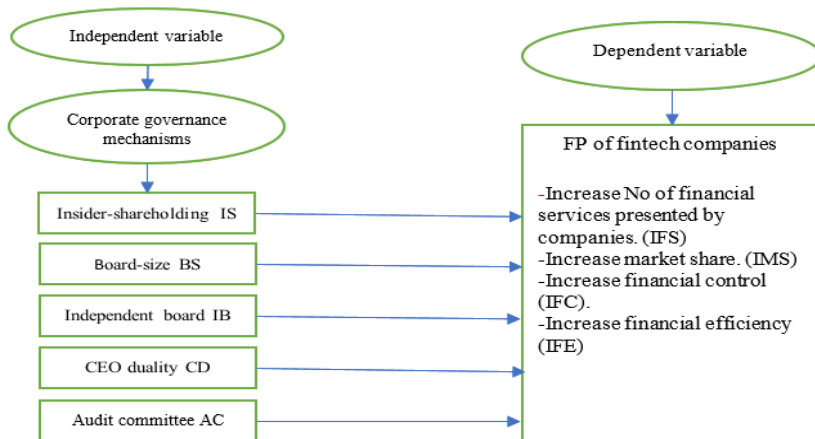 Independent variable
Corporate governance
mechanisms
Insider-shareholding IS
Board-size BS
Independent board IB
CEO duality CD
Audit committee AC
Dependent variable
FP of fintech companies
-Increase No of financial
services presented by
companies. (IFS)
-Increase market share. (IMS)
-Increase financial control
(IFC).
-Increase financial efficiency
(IFE)